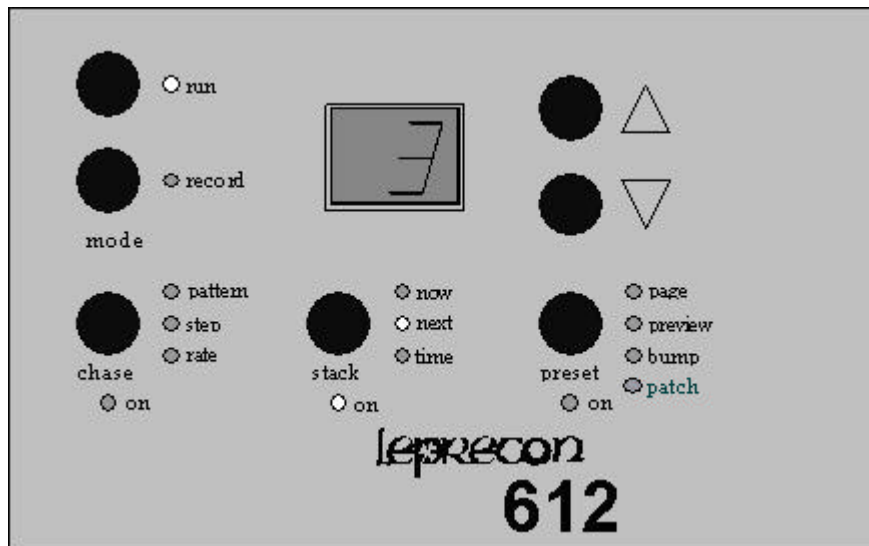 run
3
record
mode
pattern
step
rate
chase
on
now
next
time
stack
on
page
preview
bump
patch
preset
on
leprecon
612